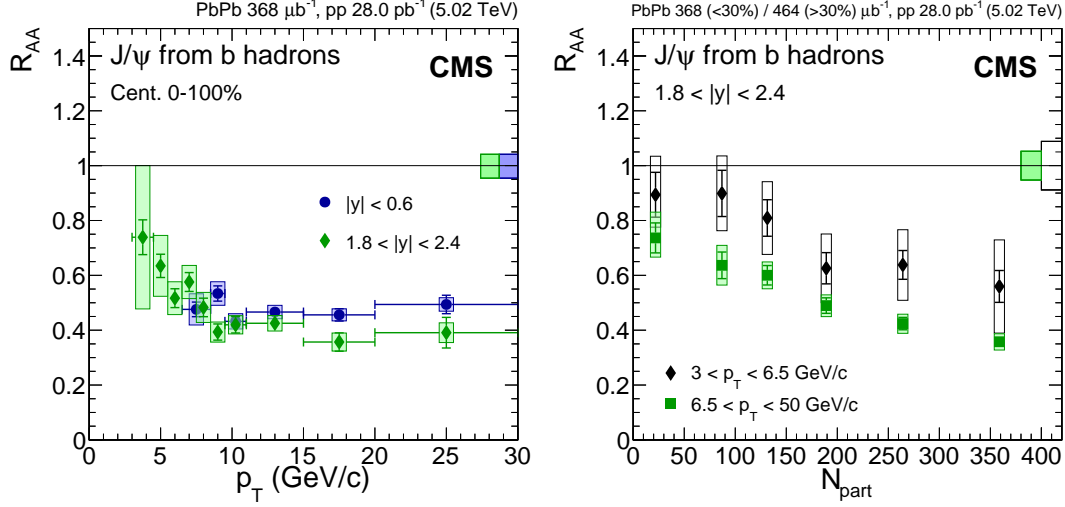 PbPb 368 μb⁻¹, pp 28.0 pb⁻¹ (5.02 TeV)
R_AA
1.4
1.2
1
0.8
0.6
0.4
0.2
0
J/ψ from b hadrons
CMS
Cent. 0-100%
|y| < 0.6
1.8 < |y| < 2.4
0 5 10 15 20 25 30
p_T (GeV/c)
PbPb 368 (<30%) / 464 (>30%) μb⁻¹, pp 28.0 pb⁻¹ (5.02 TeV)
R_AA
1.4
1.2
1
0.8
0.6
0.4
0.2
0
J/ψ from b hadrons
CMS
1.8 < |y| < 2.4
3 < p_T < 6.5 GeV/c
6.5 < p_T < 50 GeV/c
0 50 100 150 200 250 300 350 400
N_part